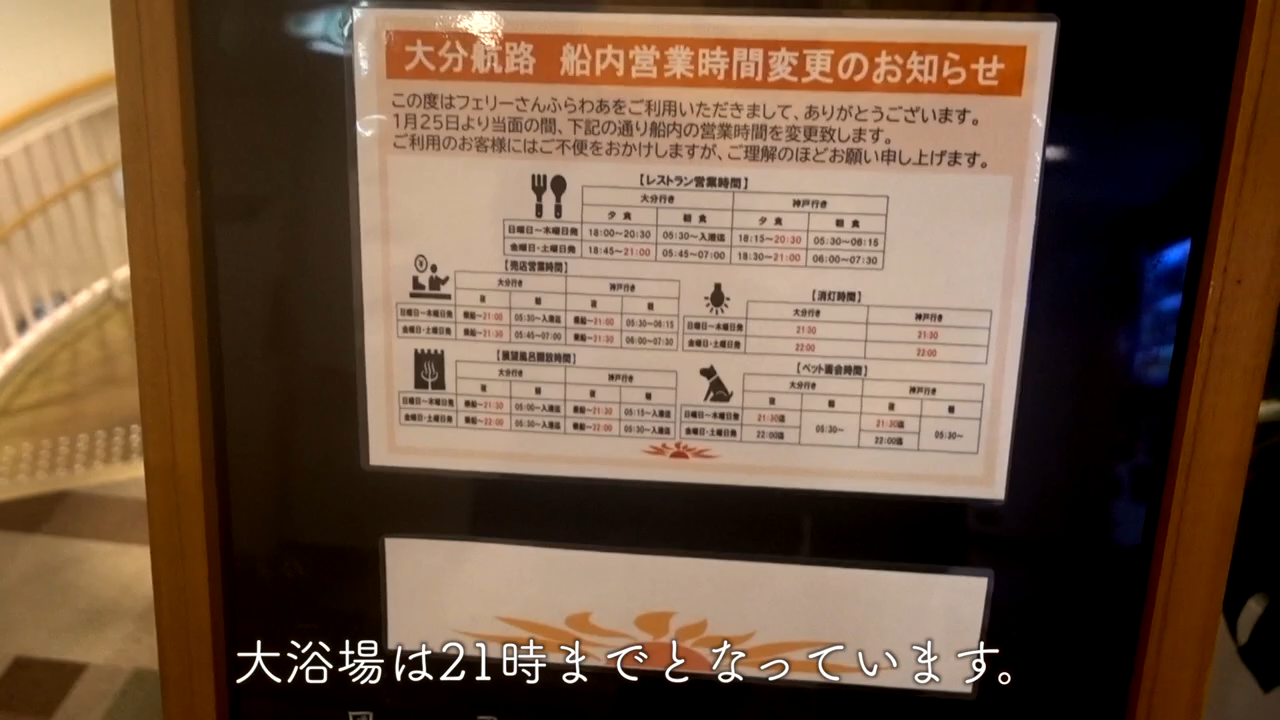 大分航路 船内営業時間変更のお知らせ
この度はフェリーさんふらわあをご利用いただきまして、ありがとうございます。
1月25日より当面の間、下記の通り船内の営業時間を変更致します。
ご利用のお客様にはご不便をおかけしますが、ご理解のほどお願い申し上げます。
【レストラン営業時間】
大分行き 神戸行き
夕食 朝食 夕食 朝食
日曜日～木曜日発 18:00～20:30 05:30～入港迄 18:15～20:30 05:30～06:15
金曜日・土曜日発 18:45～21:00 05:45～07:00 18:30～21:00 06:00～07:30
【売店営業時間】
大分行き 神戸行き
夜 朝 夜 朝
日曜日～木曜日発 乗船～21:00 05:30～入港迄 乗船～21:00 05:30～06:15
金曜日・土曜日発 乗船～21:30 05:45～07:00 乗船～21:30 06:00～07:30
【消灯時間】
大分行き 神戸行き
日曜日～木曜日発 21:30 21:30
金曜日・土曜日発 22:00 22:00
【展望風呂開放時間】
大分行き 神戸行き
夜 朝 夜 朝
日曜日～木曜日発 乗船～21:30 05:00～入港迄 乗船～21:30 05:15～入港迄
金曜日・土曜日発 乗船～22:00 05:30～入港迄 乗船～22:00 05:30～入港迄
【ペット面会時間】
大分行き 神戸行き
夜 朝 夜 朝
日曜日～木曜日発 21:30迄 05:30～ 21:30迄 05:30～
金曜日・土曜日発 22:00迄 22:00迄
大浴場は21時までとなっています。